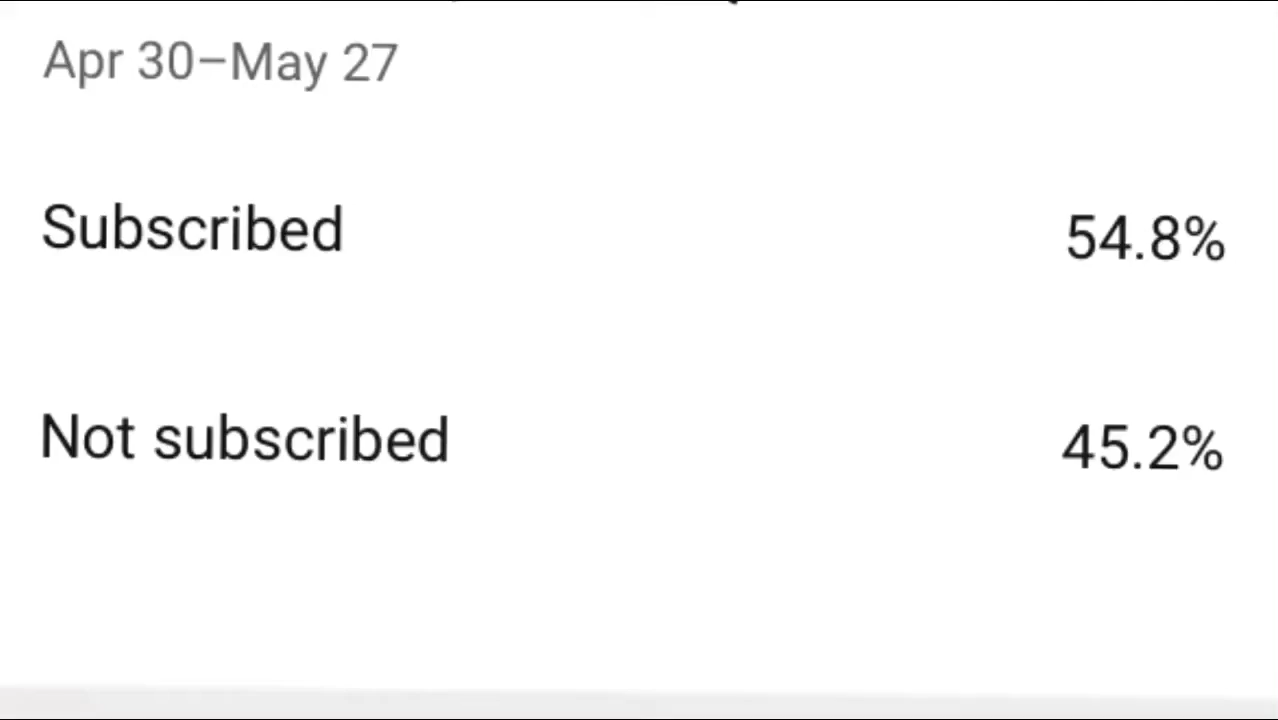 Apr 30–May 27
Subscribed 54.8%
Not subscribed 45.2%